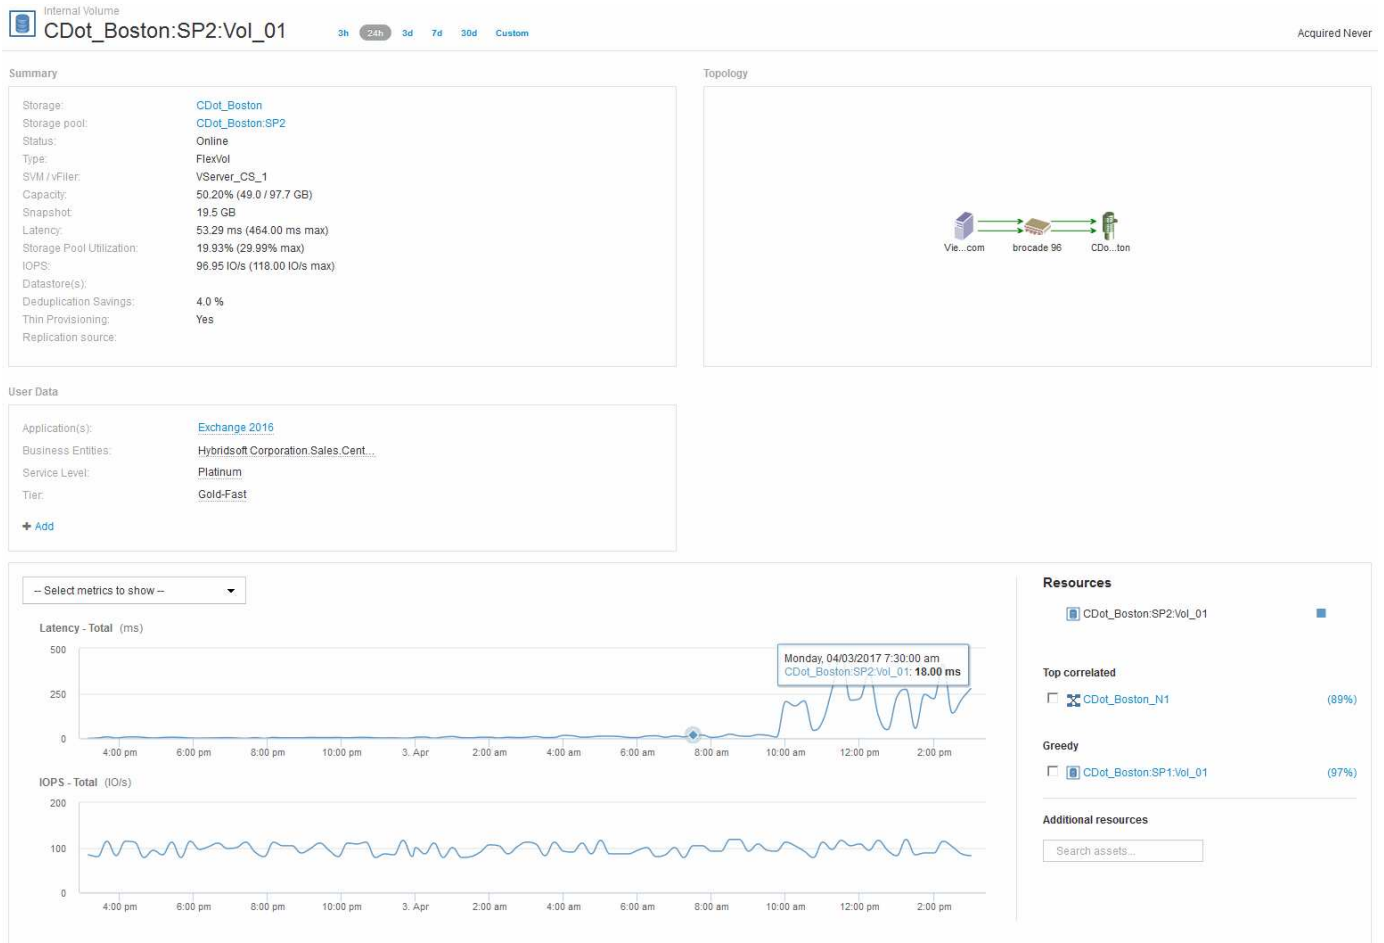 Internal Volume
CDot_Boston:SP2:Vol_01
3h 24h 3d 7d 30d Custom
Acquired Never
Summary
Storage: CDot_Boston
Storage pool: CDot_Boston:SP2
Status: Online
Type: FlexVol
SVM / vFiler: VServer_CS_1
Capacity: 50.20% (49.0 / 97.7 GB)
Snapshot: 19.5 GB
Latency: 53.29 ms (464.00 ms max)
Storage Pool Utilization: 19.93% (29.99% max)
IOPS: 96.95 IO/s (118.00 IO/s max)
Datastore(s):
Deduplication Savings: 4.0 %
Thin Provisioning: Yes
Replication source:
Topology
Vie...com brocade 96 CDo...ton
User Data
Application(s): Exchange 2016
Business Entities: Hybridsoft Corporation.Sales.Cent...
Service Level: Platinum
Tier: Gold-Fast
+ Add
-- Select metrics to show --
Latency - Total (ms)
500
250
0
Monday, 04/03/2017 7:30:00 am
CDot_Boston:SP2:Vol_01: 18.00 ms
4:00 pm 6:00 pm 8:00 pm 10:00 pm 3. Apr 2:00 am 4:00 am 6:00 am 8:00 am 10:00 am 12:00 pm 2:00 pm
IOPS - Total (IO/s)
200
100
0
4:00 pm 6:00 pm 8:00 pm 10:00 pm 3. Apr 2:00 am 4:00 am 6:00 am 8:00 am 10:00 am 12:00 pm 2:00 pm
Resources
CDot_Boston:SP2:Vol_01
Top correlated
CDot_Boston_N1 (89%)
Greedy
CDot_Boston:SP1:Vol_01 (97%)
Additional resources
Search assets...